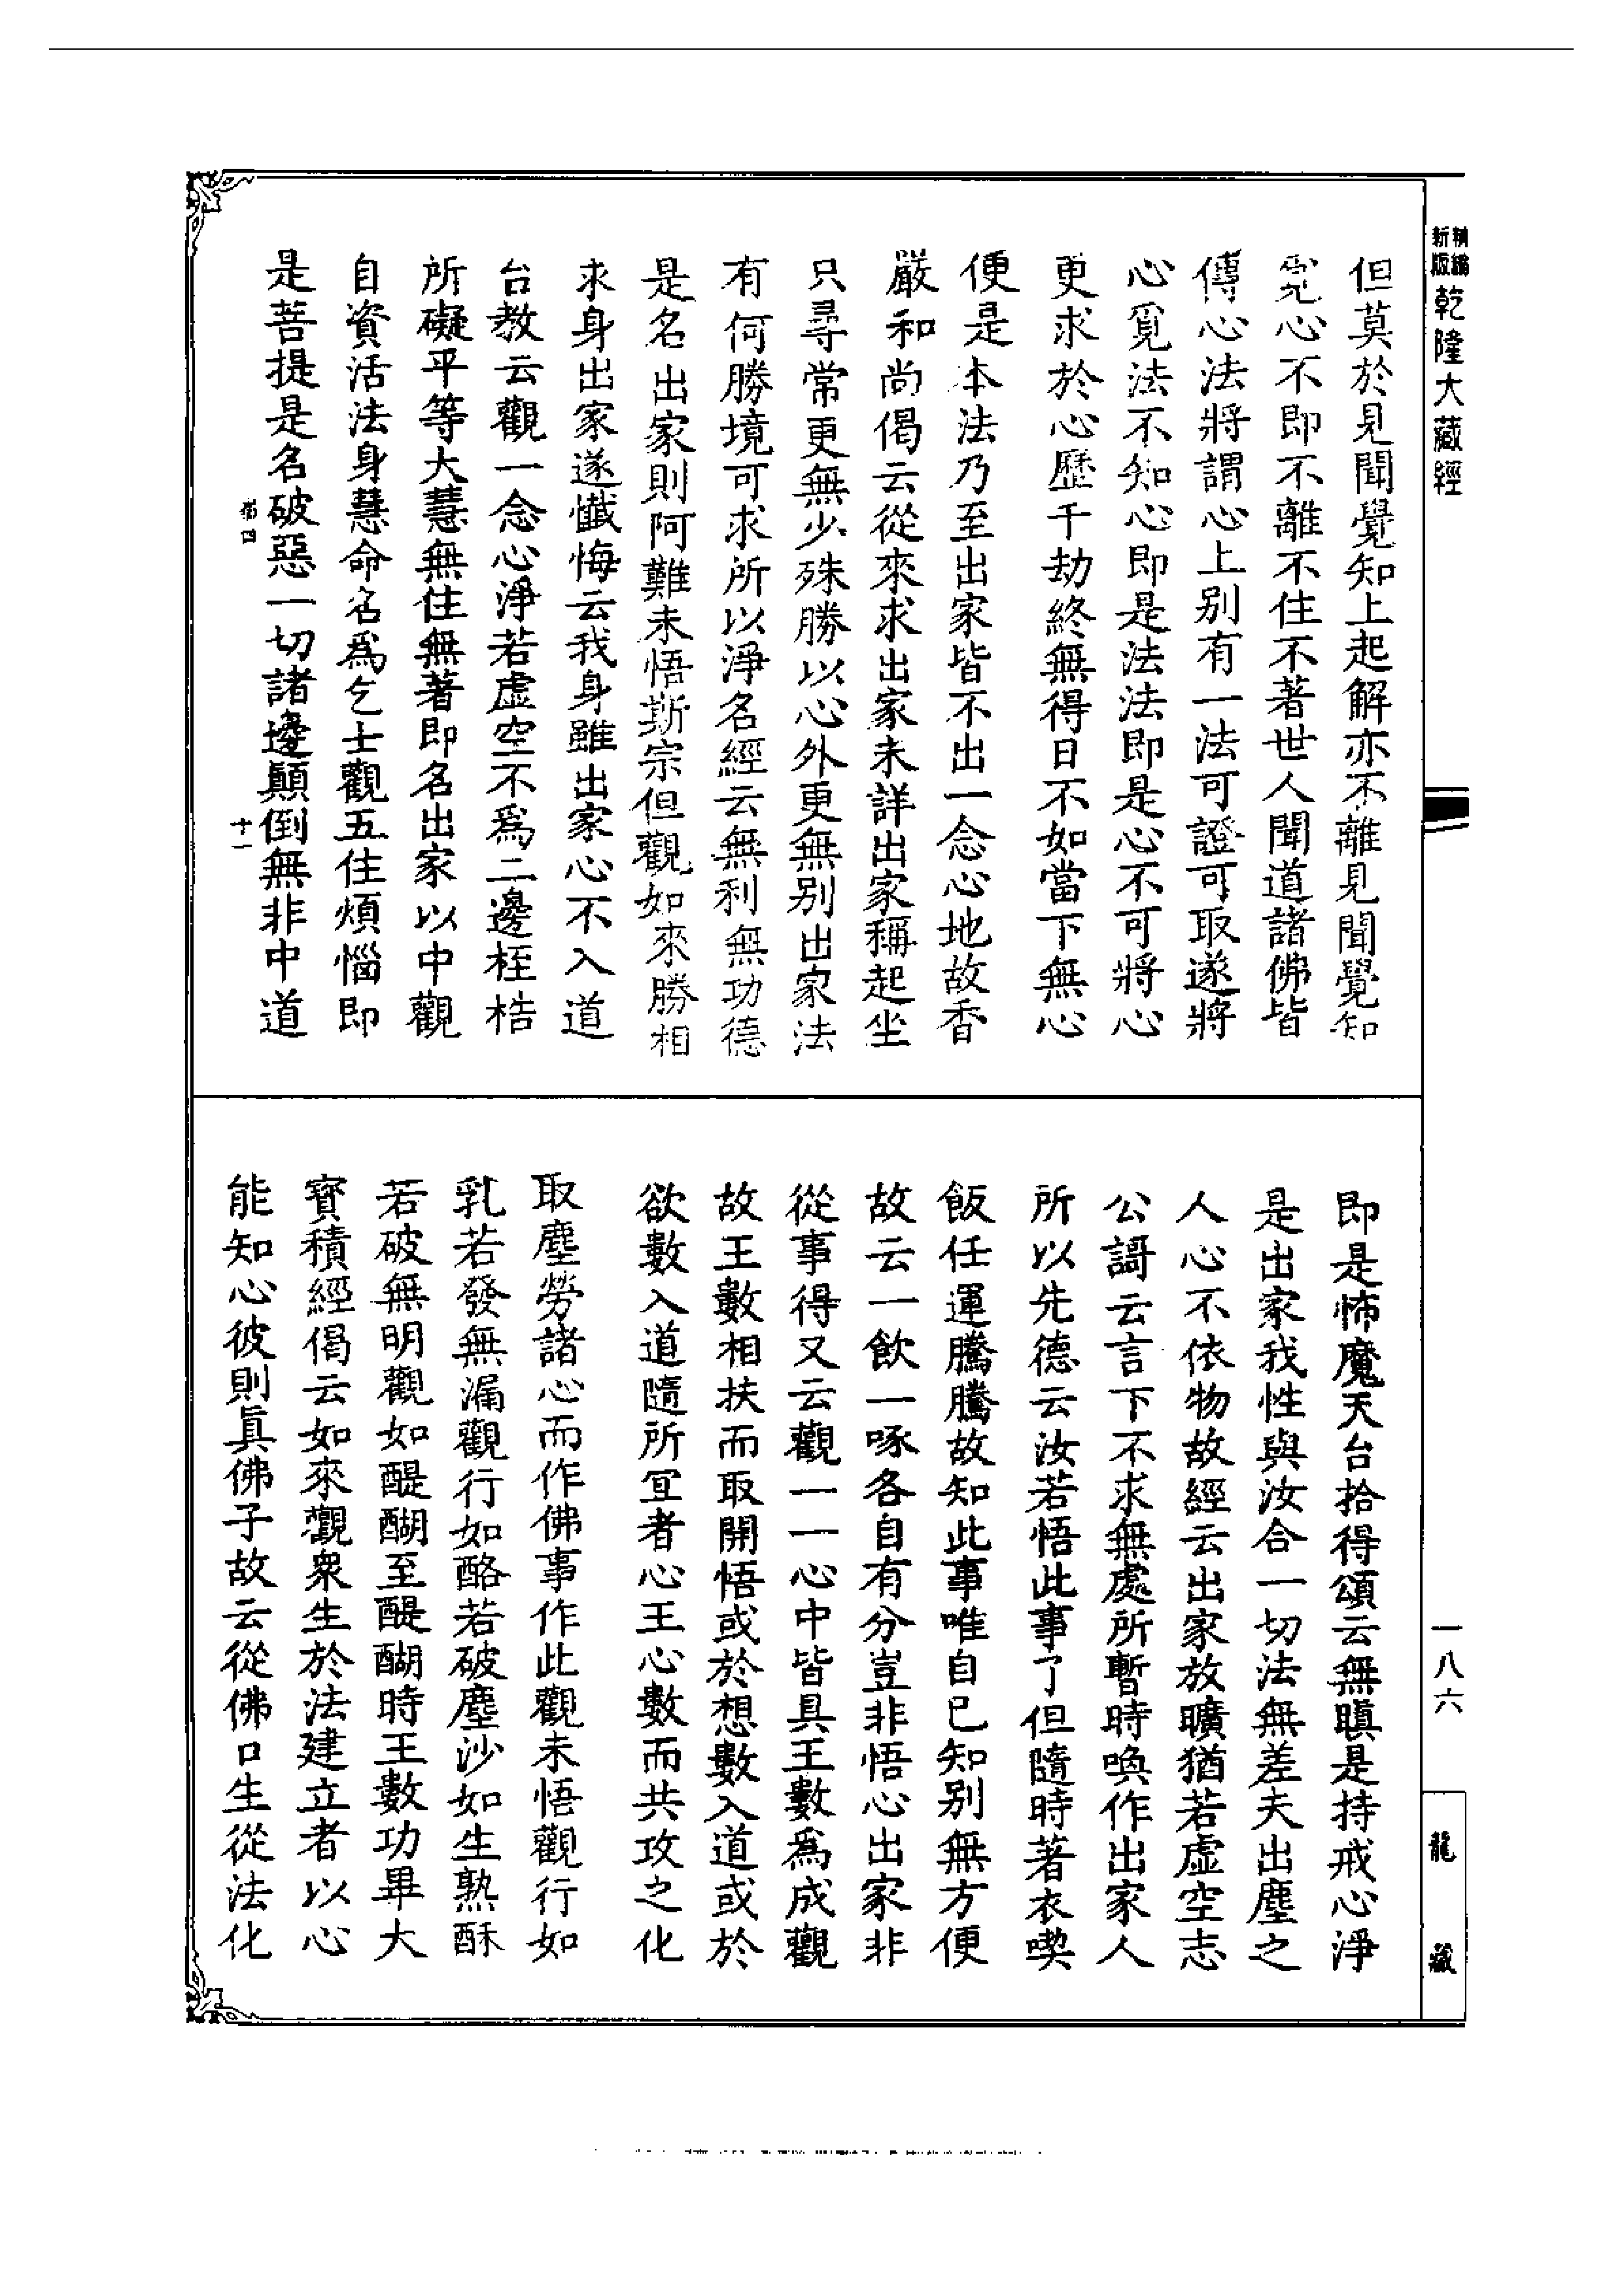 新編
精版
乾隆大藏經
但莫於見聞覺知上起解亦不離見聞覺知
覓心不即不離不住不著世人聞道諸佛皆
傳心法將謂心上別有一法可證可取遂將
心覓法不知心即是法法即是心不可將心
更求於心歷千劫終無得日不如當下無心
便是本法乃至出家皆不出一念心地故香
嚴和尚偈云從來求出家未詳出家稱起坐
只尋常更無少殊勝以心外更無別出家法
有何勝境可求所以淨名經云無利無功德
是名出家則阿難未悟斯宗但觀如來勝相
求身出家遂懺悔云我身雖出家心不入道
台教云觀一念心淨若虛空不為二邊桎梏
所礙平等大慧無住無著即名出家以中觀
自資活法身慧命名為乞士觀五住煩惱即
是菩提是名破惡一切諸邊顛倒無非中道
十一
即是怖魔天台拾得頌云無瞋是持戒心淨
是出家我性與汝合一切法無差夫出塵之
人心不依物故經云出家放曠猶若虛空志
公謌云言下不求無處所暫時喚作出家人
所以先德云汝若悟此事了但隨時著衣喫
飯任運騰騰故知此事唯自己知別無方便
故云一飲一啄各自有分豈非悟心出家非
從事得又云觀一一心中皆具王數為成觀
故王數相扶而取開悟或於想數入道或於
欲數入道隨所宜者心王心數而共攻之化
取塵勞諸心而作佛事作此觀未悟觀行如
乳若發無漏觀行如酪若破塵沙如生熟酥
若破無明觀如醍醐至醍醐時王數功畢大
寶積經偈云如來觀衆生於法建立者以心
能知心彼則真佛子故云從佛口生從法化
一八六
龍藏